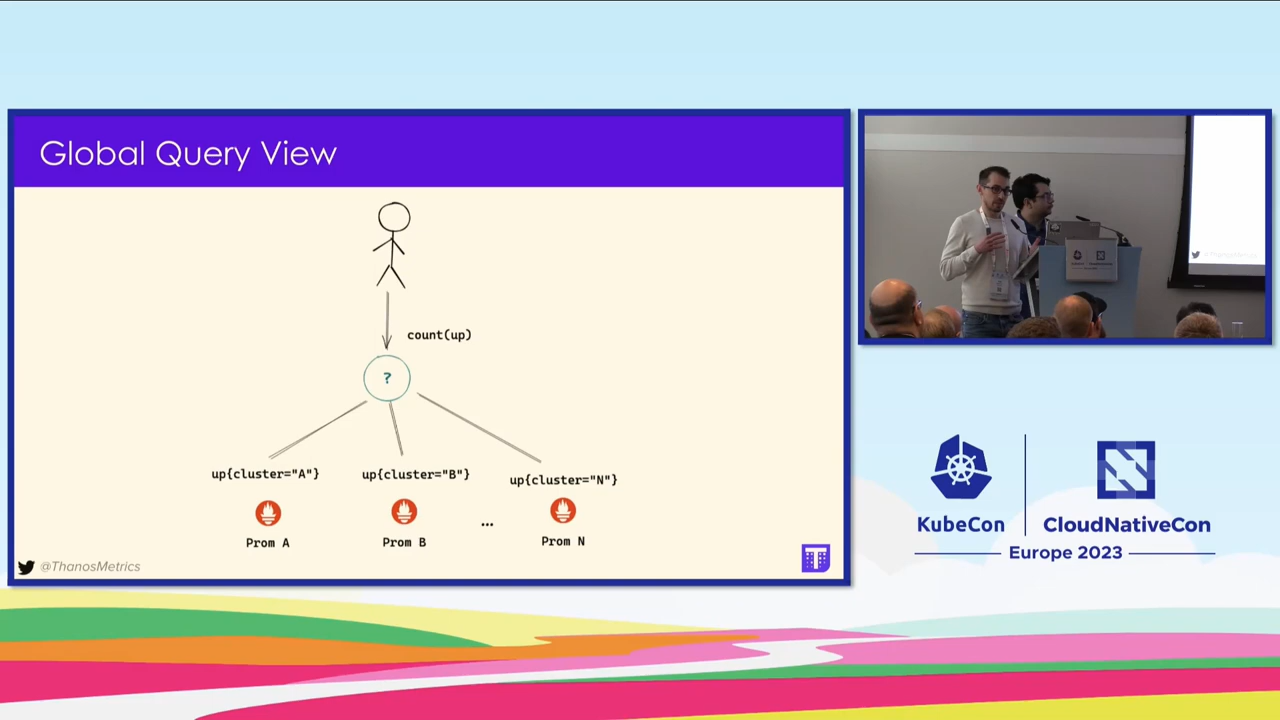 Global Query View
count(up)
?
up{cluster="A"}
up{cluster="B"}
up{cluster="N"}
...
Prom A
Prom B
Prom N
@ThanosMetrics
T
@ThanosMetrics
KubeCon
CloudNativeCon
Europe 2023